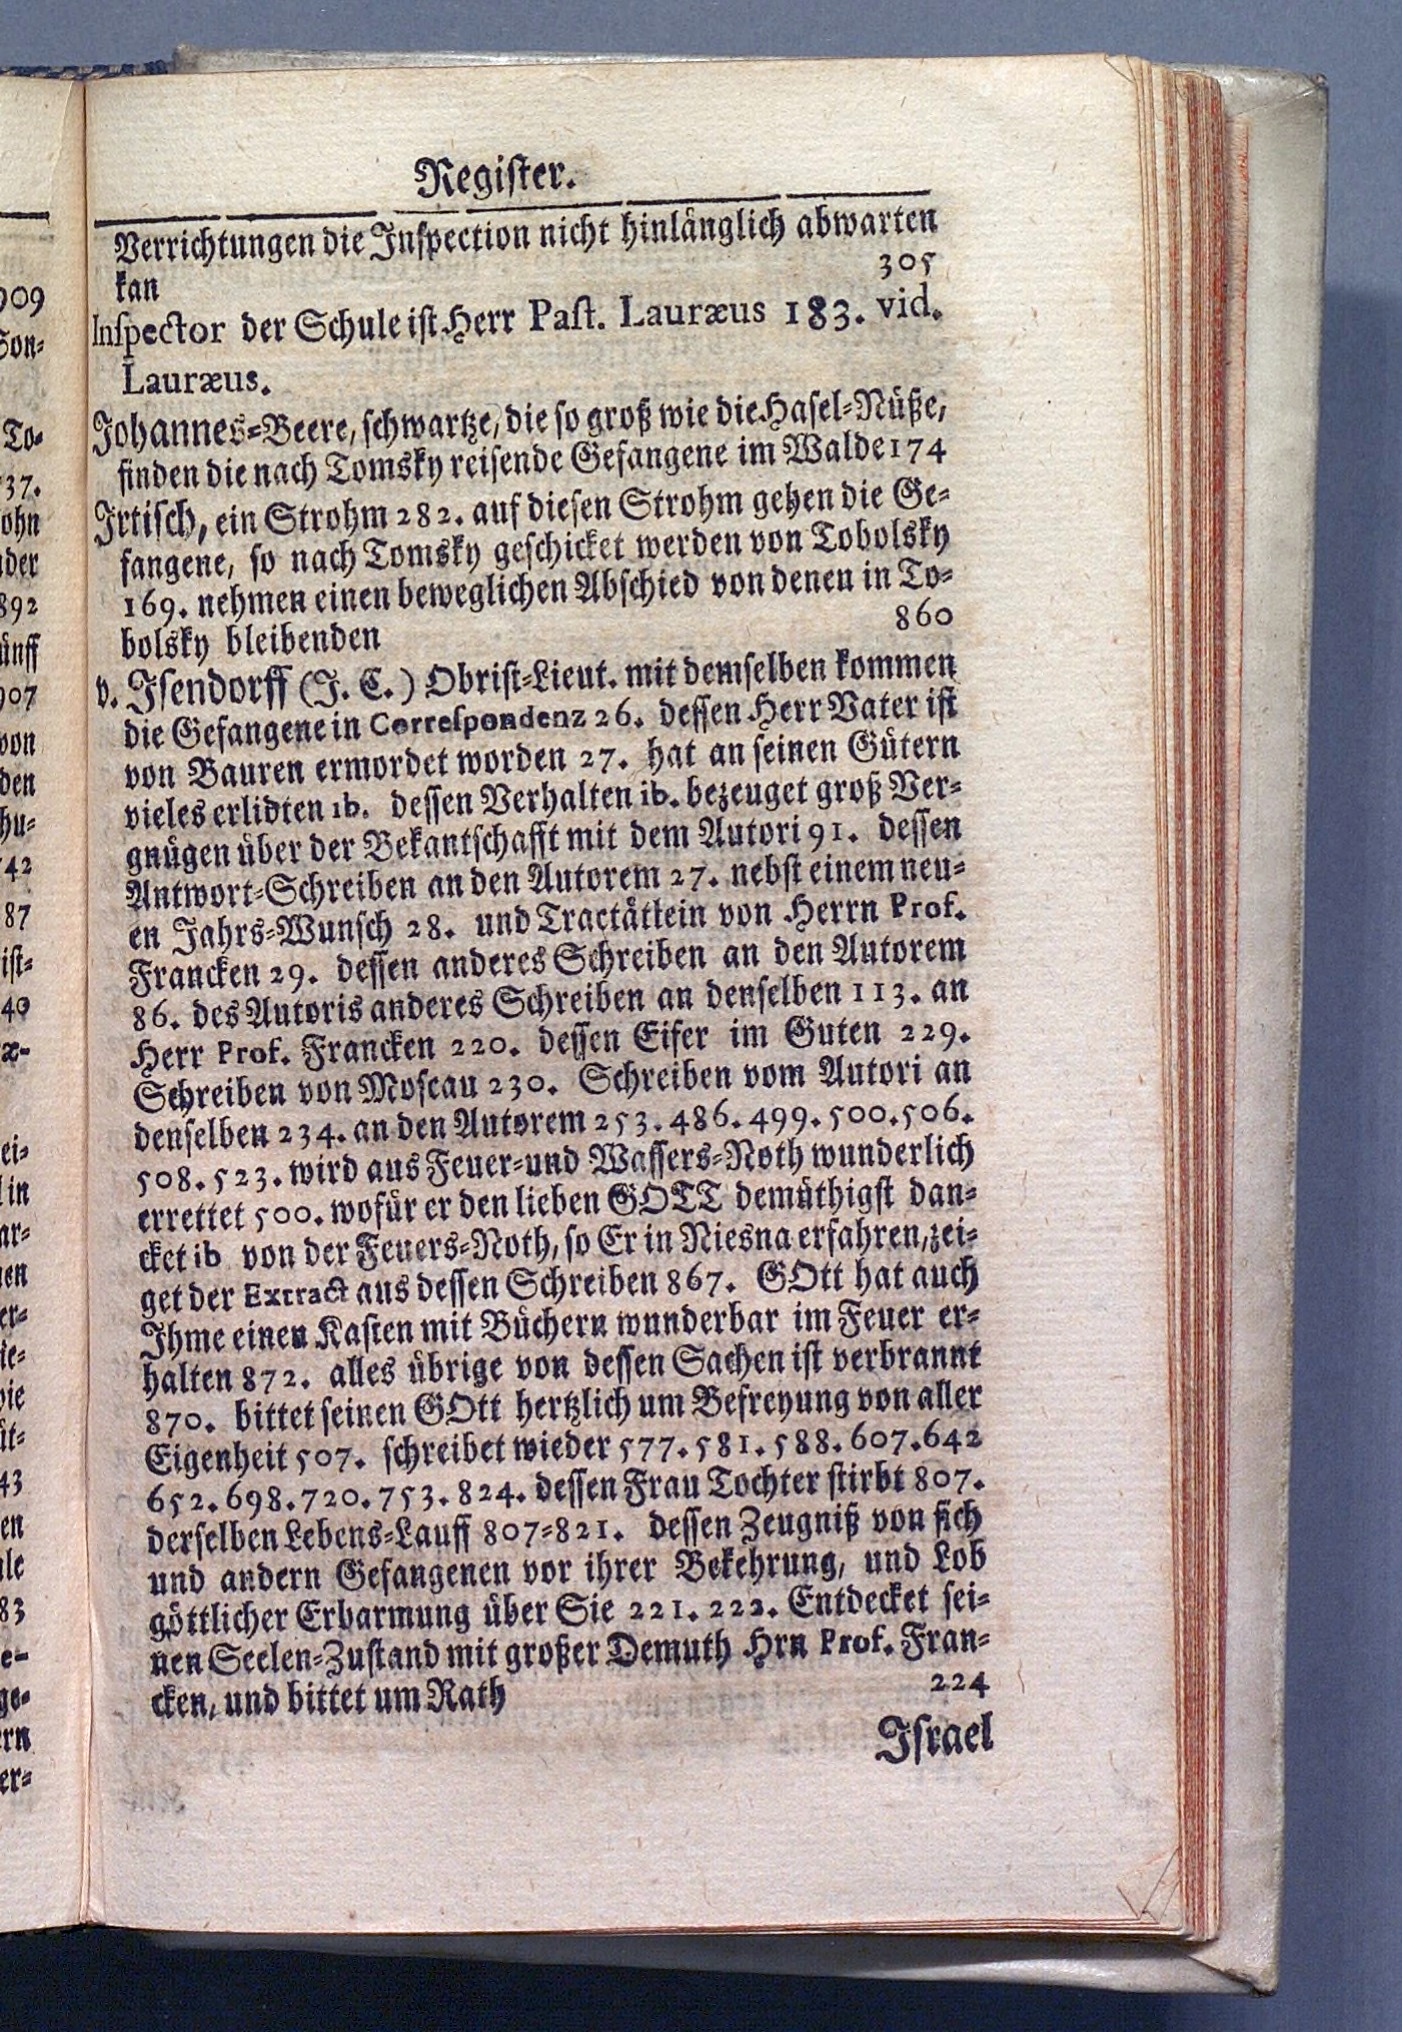 Register.
Verrichtungen die Inspection nicht hinlänglich abwarten
kan 305
Inspector der Schule ist Herr Past. Lauræus 183. vid.
Lauræus.
Johannes-Beere, schwartze, die so groß wie die Hasel-Nüße,
finden die nach Tomsky reisende Gefangene im Walde 174
Irtisch, ein Strohm 282. auf diesen Strohm gehen die Ge-
fangene, so nach Tomsky geschicket werden von Tobolsky
169. nehmen einen beweglichen Abschied von denen in To-
bolsky bleibenden 860
v. Isendorff (J. C.) Obrist-Lieut. mit demselben kommen
die Gefangene in Correspondenz 26. dessen Herr Vater ist
von Bauren ermordet worden 27. hat an seinen Gütern
vieles erlidten ib. dessen Verhalten ib. bezeuget groß Ver-
gnügen über der Bekantschafft mit dem Autori 91. dessen
Antwort-Schreiben an den Autorem 27. nebst einem neu-
en Jahrs-Wunsch 28. und Tractätlein von Herrn Prof.
Francken 29. dessen anderes Schreiben an den Autorem
86. des Autoris anderes Schreiben an denselben 113. an
Herr Prof. Francken 220. dessen Eifer im Guten 229.
Schreiben von Moscau 230. Schreiben vom Autori an
denselben 234. an den Autorem 253. 486. 499. 500. 506.
508. 523. wird aus Feuer- und Wassers-Noth wunderlich
errettet 500. wofür er den lieben GOTT demüthigst dan-
cket ib von der Feuers-Noth, so Er in Niesna erfahren, zei-
get der Extract aus dessen Schreiben 867. GOtt hat auch
Ihme einen Kasten mit Büchern wunderbar im Feuer er-
halten 872. alles übrige von dessen Sachen ist verbrannt
870. bittet seinen GOtt hertzlich um Befreyung von aller
Eigenheit 507. schreibet wieder 577. 581. 588. 607. 642
652. 698. 720. 753. 824. dessen Frau Tochter stirbt 807.
derselben Lebens-Lauff 807-821. dessen Zeugniß von sich
und andern Gefangenen vor ihrer Bekehrung, und Lob
göttlicher Erbarmung über Sie 221. 222. Entdecket sei-
nen Seelen-Zustand mit großer Demuth Hrn Prof. Fran-
cken, und bittet um Rath 224
Israel